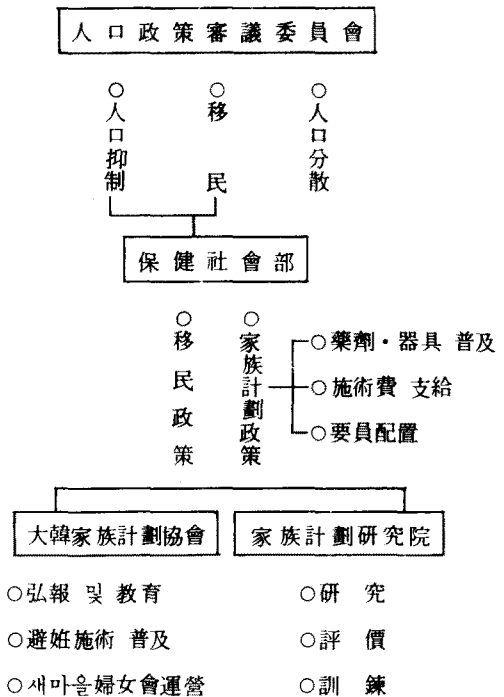 人口政策審議委員會
○人口抑制
○移民
○人口分散
保健社會部
○移民政策
○家族計劃政策
○藥劑・器具 普及
○施術費 支給
○要員配置
大韓家族計劃協會
家族計劃研究院
○弘報 및 教育
○避妊施術 普及
○새마을婦女會運營
○研究
○評價
○訓鍊